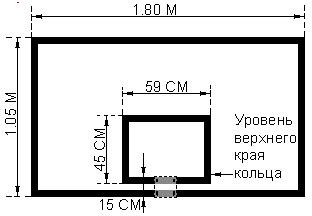 1.80 М
1.05 М
59 СМ
45 СМ
15 СМ
Уровень
верхнего
края
кольца